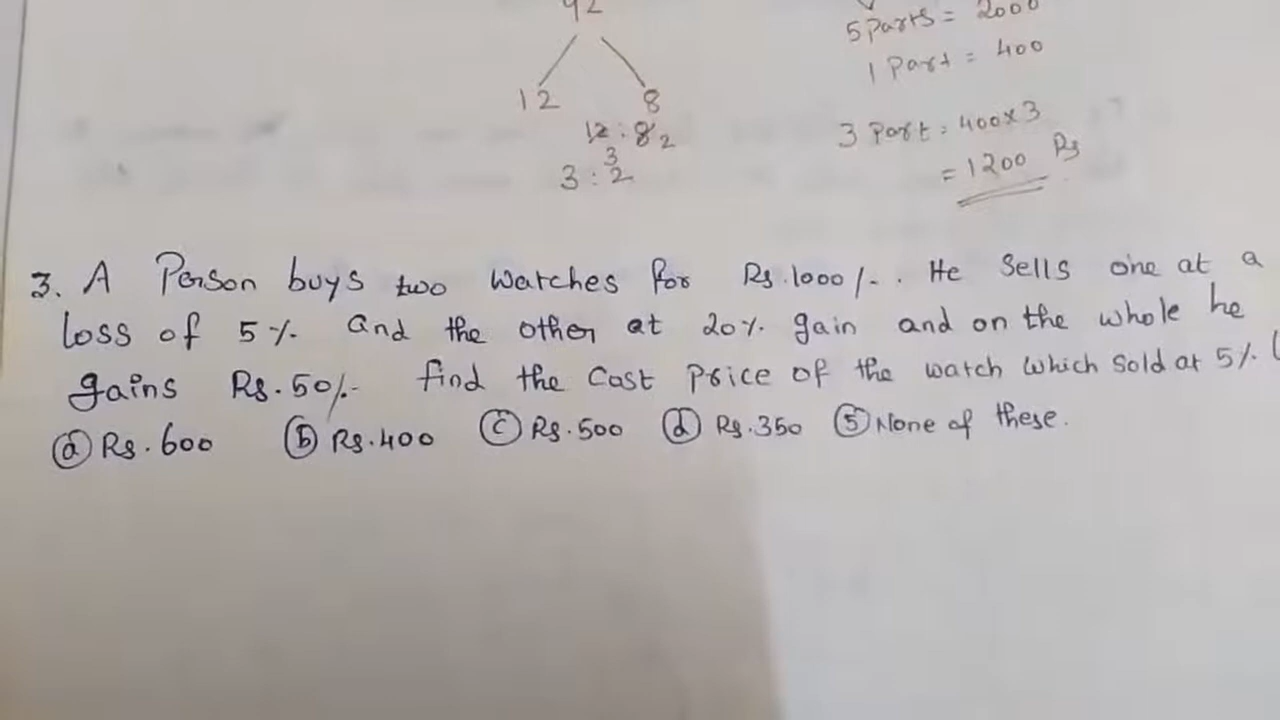 12 8
12 : 8 2
3
3 : 2
5 Parts = 2000
1 Part = 400
3 Part = 400x3
= 1200 Rs
3. A Person buys two watches for Rs.1000/-. He Sells one at a
loss of 5% and the other at 20% gain and on the whole he
gains Rs.50/- find the Cost Price of the watch which sold at 5%
ⓐ Rs.600 ⓑ Rs.400 ⓒ Rs.500 ⓓ Rs.350 ⑤ None of these.